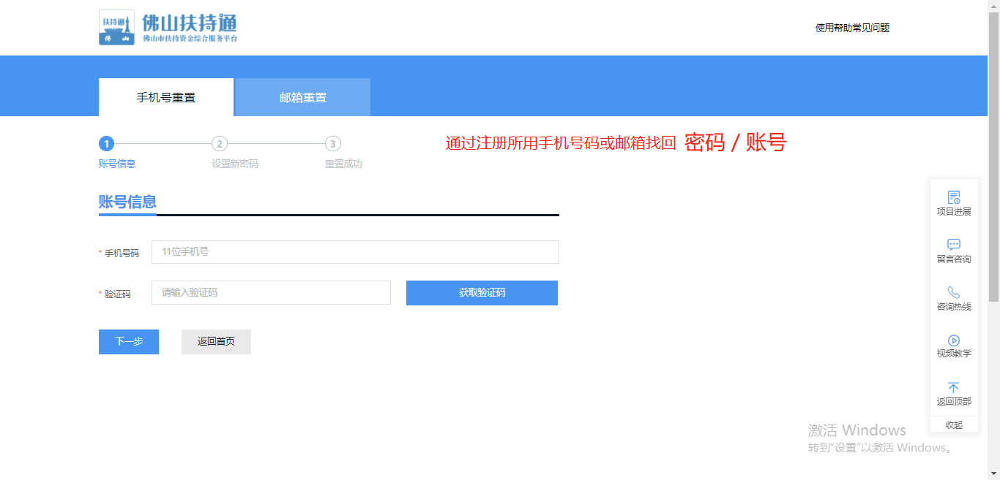 扶持通
佛山
佛山扶持通
佛山市扶持资金综合服务平台
使用帮助常见问题
手机号重置
邮箱重置
1
2
3
账号信息
设置新密码
重置成功
通过注册所用手机号码或邮箱找回 密码 / 账号
账号信息
* 手机号码
11位手机号
* 验证码
请输入验证码
获取验证码
下一步
返回首页
项目进展
留言咨询
咨询热线
视频教学
返回顶部
收起
激活 Windows
转到"设置"以激活 Windows。